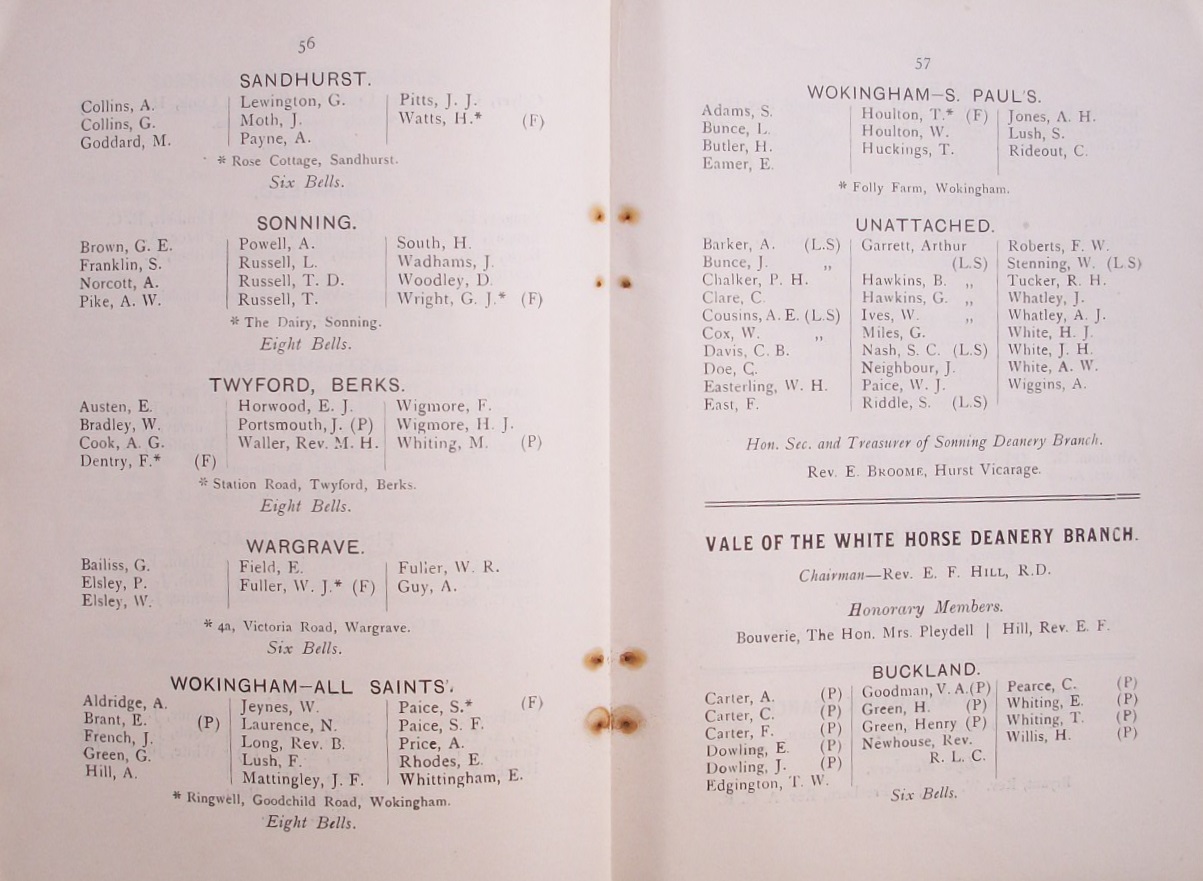 56
SANDHURST.
Collins, A. Lewington, G. Pitts, J. J.
Collins, G. Moth, J. Watts, H.* (F)
Goddard, M. Payne, A.
* Rose Cottage, Sandhurst.
Six Bells.
SONNING.
Brown, G. E. Powell, A. South, H.
Franklin, S. Russell, L. Wadhams, J.
Norcott, A. Russell, T. D. Woodley, D.
Pike, A. W. Russell, T. Wright, G. J.* (F)
* The Dairy, Sonning.
Eight Bells.
TWYFORD, BERKS.
Austen, E. Horwood, E. J. Wigmore, F.
Bradley, W. Portsmouth, J. (P) Wigmore, H. J.
Cook, A. G. Waller, Rev. M. H. Whiting, M. (P)
Dentry, F.* (F)
* Station Road, Twyford, Berks.
Eight Bells.
WARGRAVE.
Bailiss, G. Field, E. Fuller, W. R.
Elsley, P. Fuller, W. J.* (F) Guy, A.
Elsley, W.
* 4a, Victoria Road, Wargrave.
Six Bells.
WOKINGHAM—ALL SAINTS'.
Aldridge, A. Jeynes, W. Paice, S.* (F)
Brant, E. (P) Laurence, N. Paice, S. F.
French, J. Long, Rev. B. Price, A.
Green, G. Lush, F. Rhodes, E.
Hill, A. Mattingley, J. F. Whittingham, E.
* Ringwell, Goodchild Road, Wokingham.
Eight Bells.
57
WOKINGHAM—S. PAUL'S.
Adams, S. Houlton, T.* (F) Jones, A. H.
Bunce, L. Houlton, W. Lush, S.
Butler, H. Huckings, T. Rideout, C.
Eamer, E.
* Folly Farm, Wokingham.
UNATTACHED.
Barker, A. (L.S) Garrett, Arthur Roberts, F. W.
Bunce, J. ,, (L.S) Stenning, W. (L.S)
Chalker, P. H. Hawkins, B. ,, Tucker, R. H.
Clare, C. Hawkins, G. ,, Whatley, J.
Cousins, A. E. (L.S) Ives, W. ,, Whatley, A. J.
Cox, W. ,, Miles, G. White, H. J.
Davis, C. B. Nash, S. C. (L.S) White, J. H.
Doe, C. Neighbour, J. White, A. W.
Easterling, W. H. Paice, W. J. Wiggins, A.
East, F. Riddle, S. (L.S)
Hon. Sec. and Treasurer of Sonning Deanery Branch.
Rev. E. BROOME, Hurst Vicarage.
VALE OF THE WHITE HORSE DEANERY BRANCH.
Chairman—Rev. E. F. HILL, R.D.
Honorary Members.
Bouverie, The Hon. Mrs. Pleydell | Hill, Rev. E. F.
BUCKLAND.
Carter, A. (P) Goodman, V. A.(P) Pearce, C. (P)
Carter, C. (P) Green, H. (P) Whiting, E. (P)
Carter, F. (P) Green, Henry (P) Whiting, T. (P)
Dowling, E. (P) Newhouse, Rev. Willis, H. (P)
Dowling, J. (P) R. L. C.
Edgington, T. W.
Six Bells.